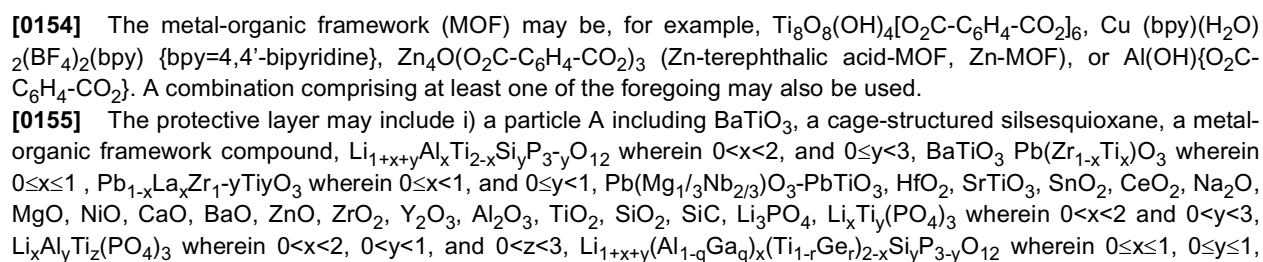 [0154] The metal-organic framework (MOF) may be, for example, Ti₈O₈(OH)₄[O₂C-C₆H₄-CO₂]₆, Cu (bpy)(H₂O)
₂(BF₄)₂(bpy) {bpy=4,4’-bipyridine}, Zn₄O(O₂C-C₆H₄-CO₂)₃ (Zn-terephthalic acid-MOF, Zn-MOF), or Al(OH){O₂C-
C₆H₄-CO₂}. A combination comprising at least one of the foregoing may also be used.
[0155] The protective layer may include i) a particle A including BaTiO₃, a cage-structured silsesquioxane, a metal-
organic framework compound, Li₁₊ₓ₊yAlₓTi₂₋ₓSiyP₃-yO₁₂ wherein 0<x<2, and 0≤y<3, BaTiO₃ Pb(Zr₁₋ₓTiₓ)O₃ wherein
0≤x≤1 , Pb₁₋ₓLaₓZr₁-yTiyO₃ wherein 0≤x<1, and 0≤y<1, Pb(Mg₁/₃Nb₂/₃)O₃-PbTiO₃, HfO₂, SrTiO₃, SnO₂, CeO₂, Na₂O,
MgO, NiO, CaO, BaO, ZnO, ZrO₂, Y₂O₃, Al₂O₃, TiO₂, SiO₂, SiC, Li₃PO₄, LiₓTiy(PO₄)₃ wherein 0<x<2 and 0<y<3,
LiₓAlyTiz(PO₄)₃ wherein 0<x<2, 0<y<1, and 0<z<3, Li₁₊ₓ₊y(Al₁₋qGaq)ₓ(Ti₁₋rGer)₂₋ₓSiyP₃₋yO₁₂ wherein 0≤x≤1, 0≤y≤1,